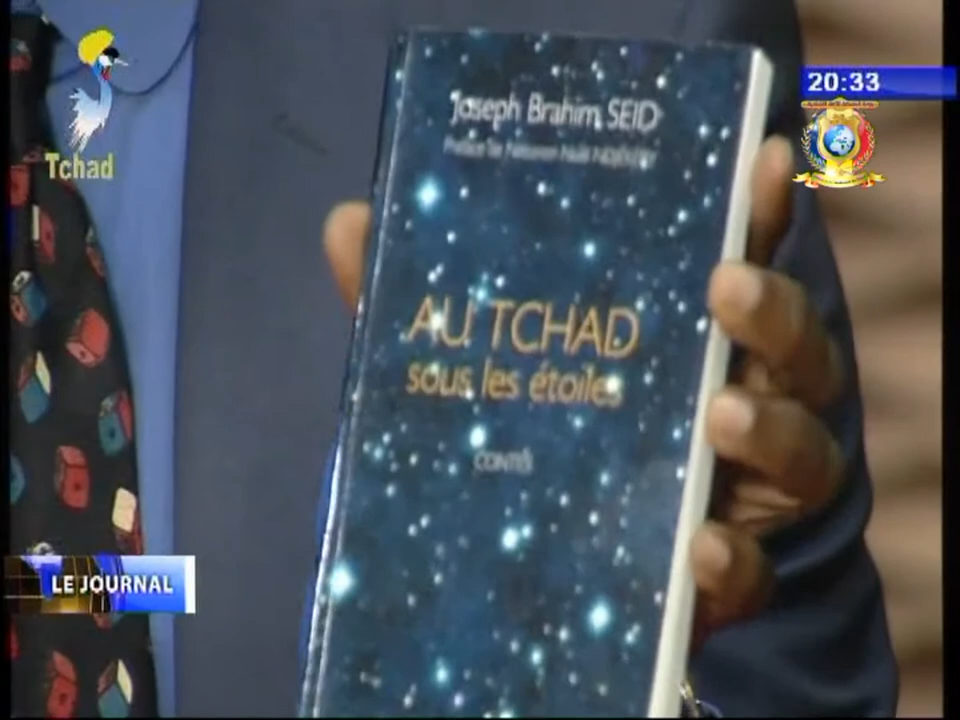 Tchad
20:33
Joseph Brahim SEID
AU TCHAD
sous les étoiles
CONTES
LE JOURNAL